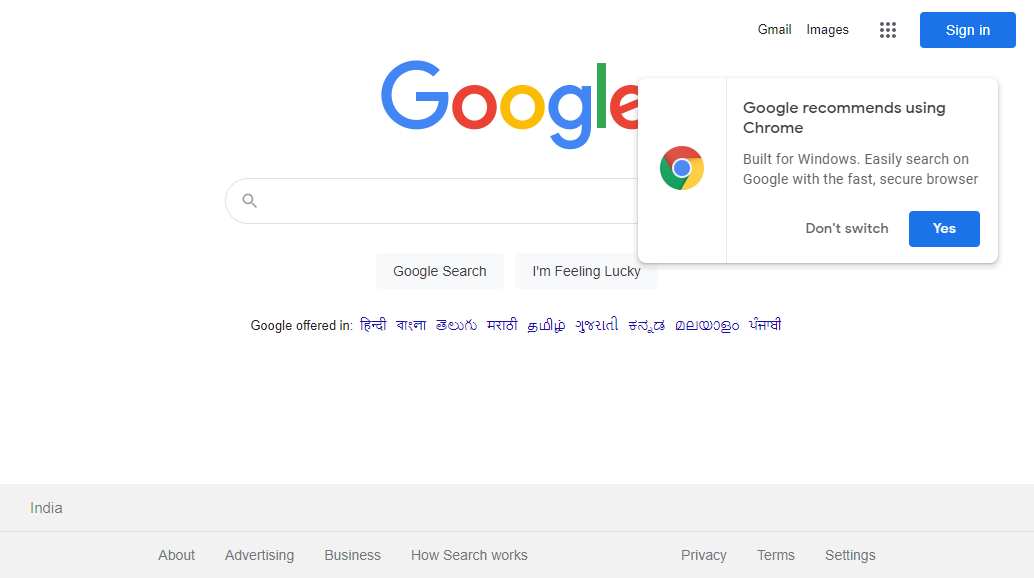 Gmail Images Sign in
Google
Google recommends using
Chrome
Built for Windows. Easily search on
Google with the fast, secure browser
Don't switch Yes
Google Search I'm Feeling Lucky
Google offered in: हिन्दी বাংলা తెలుగు मराठी தமிழ் ગુજરાતી ಕನ್ನಡ മലയാളം ਪੰਜਾਬੀ
India
About Advertising Business How Search works Privacy Terms Settings